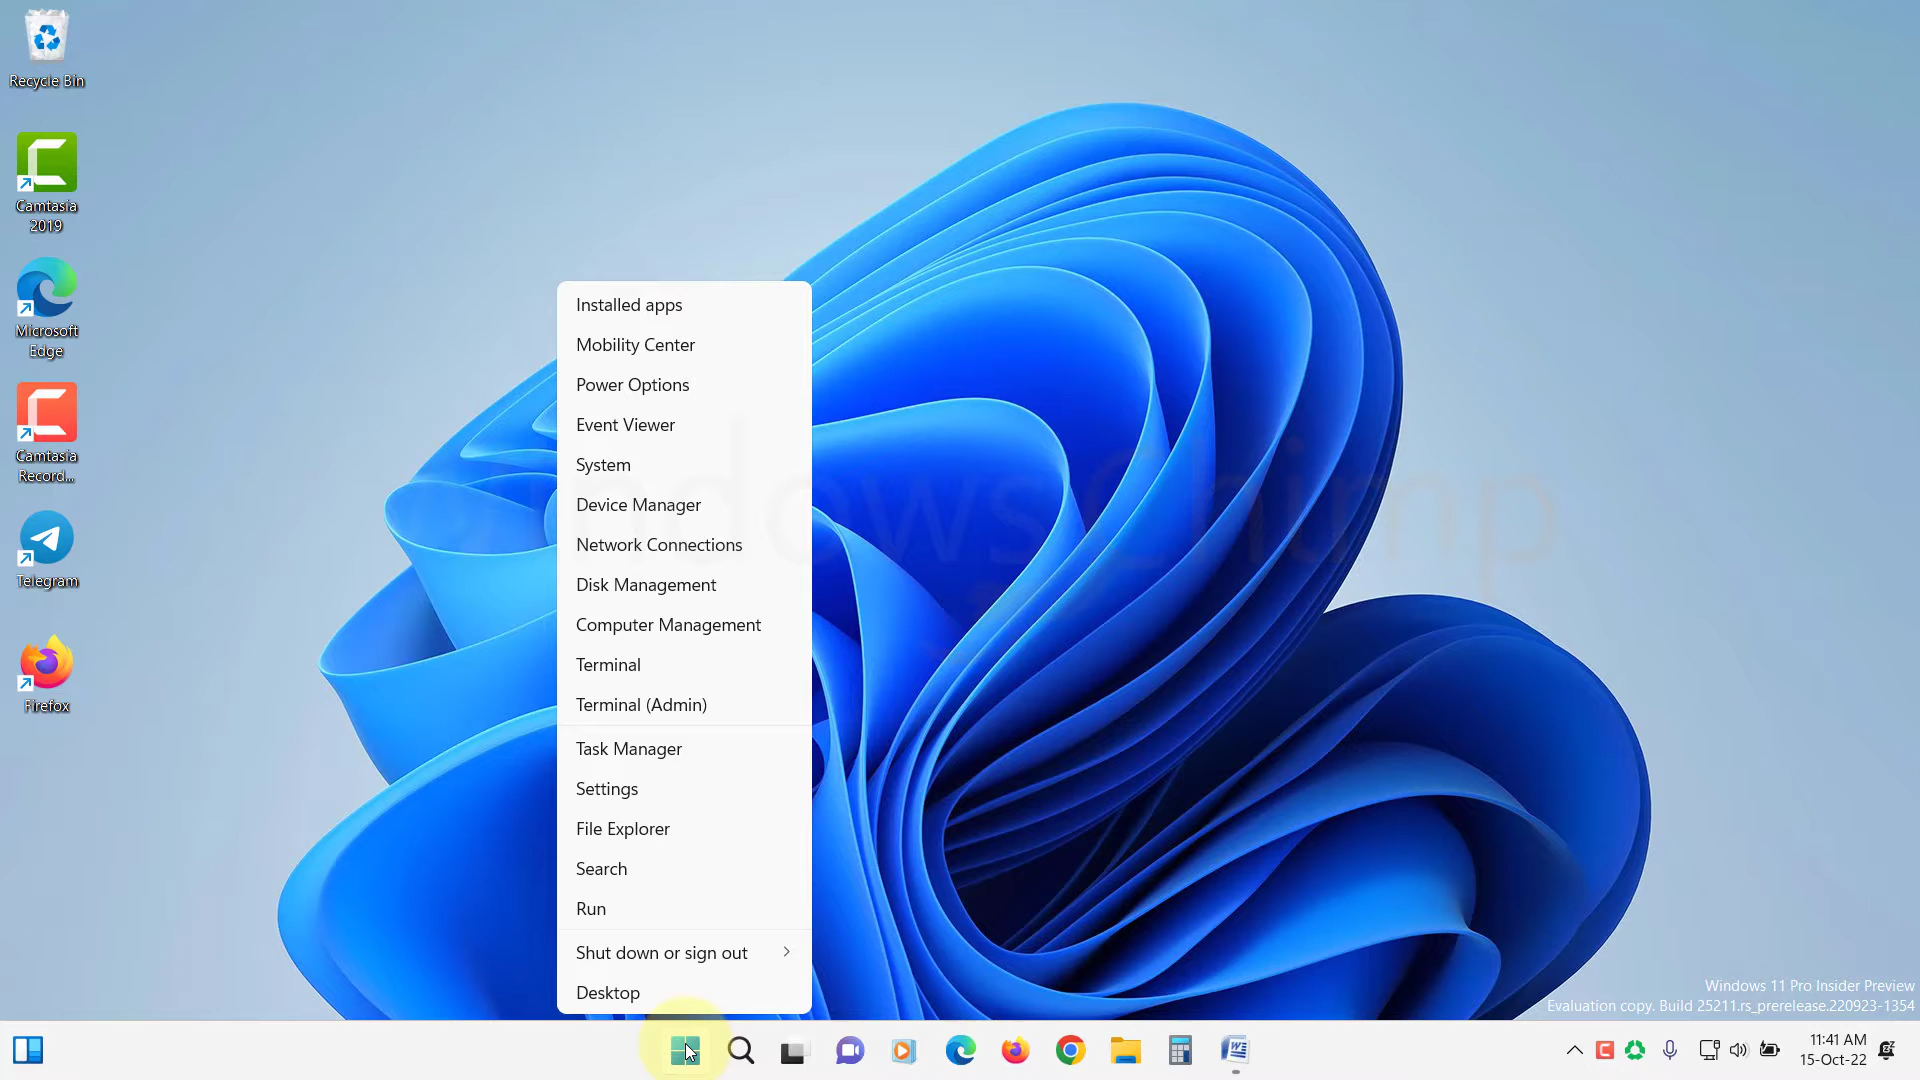 Recycle Bin
Camtasia
2019
Microsoft
Edge
Camtasia
Record...
Telegram
Firefox
Installed apps
Mobility Center
Power Options
Event Viewer
System
Device Manager
Network Connections
Disk Management
Computer Management
Terminal
Terminal (Admin)
Task Manager
Settings
File Explorer
Search
Run
Shut down or sign out
Desktop
Windows 11 Pro Insider Preview
Evaluation copy. Build 25211.rs_prerelease.220923-1354
11:41 AM
15-Oct-22